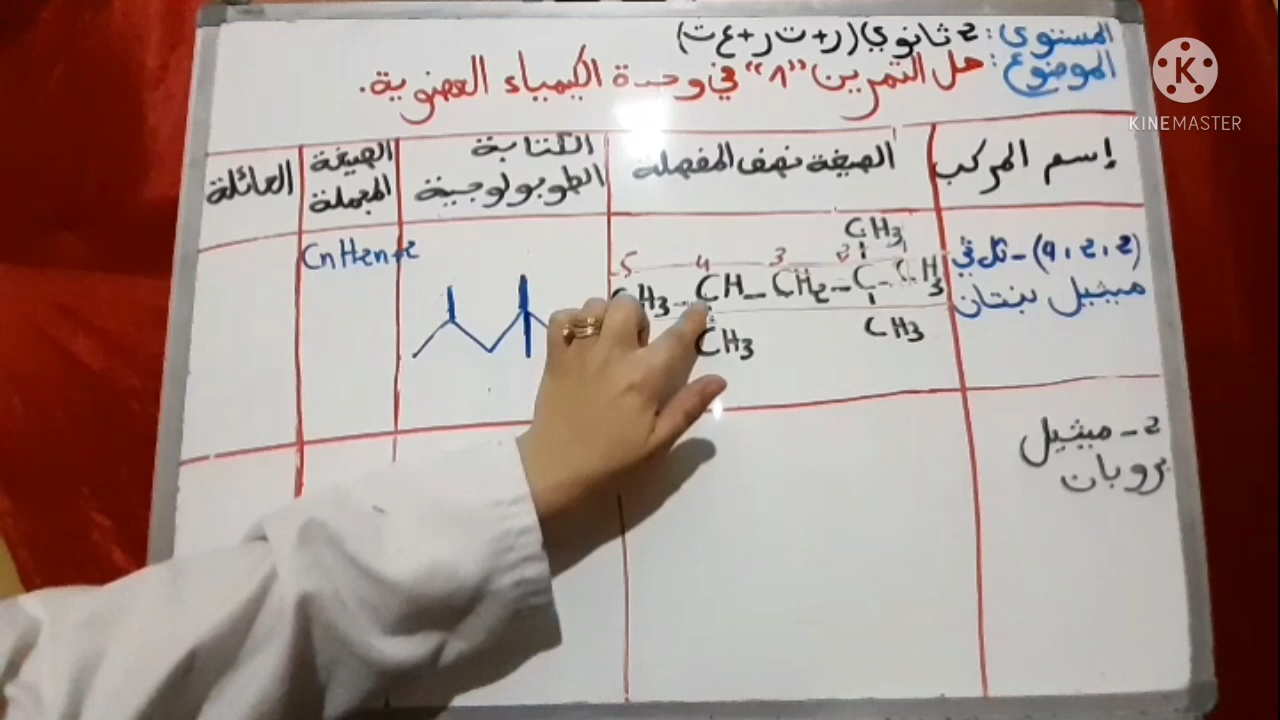 المستوى: 2 ثانوي (ر+ت ر+ع ت)
الموضوع: حل التمرين "1" في وحدة الكيمياء العضوية.
K
KINEMASTER
إسم المركب
الصيغة نصف المفصلة
الكتابة الطوبولوجية
الصيغة المجملة
العائلة
(4،2،2) - ثلاثي
ميثيل بنتان
CH3
5 4 3 2
CH3-CH-CH2-C-CH3
CH3 CH3
CnH2n+2
2 - ميثيل
بروبان